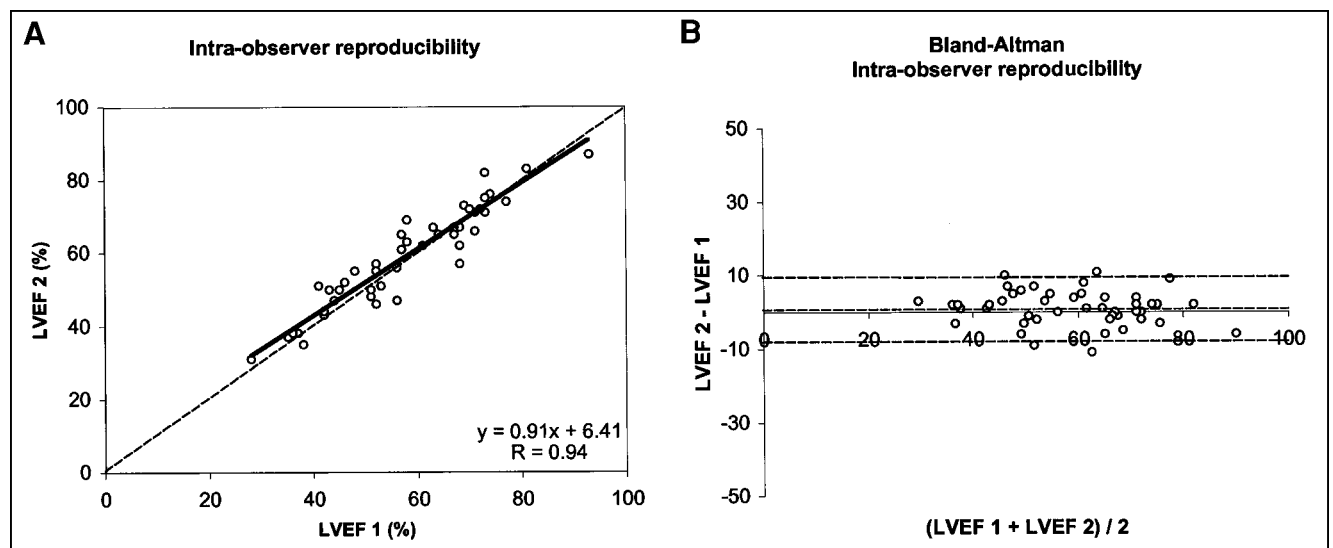 A
Intra-observer reproducibility
100
80
60
40
20
0
LVEF 2 (%)
y = 0.91x + 6.41
R = 0.94
0 20 40 60 80 100
LVEF 1 (%)
B
Bland-Altman
Intra-observer reproducibility
50
30
10
-10
-30
-50
LVEF 2 - LVEF 1
0 20 40 60 80 100
(LVEF 1 + LVEF 2) / 2